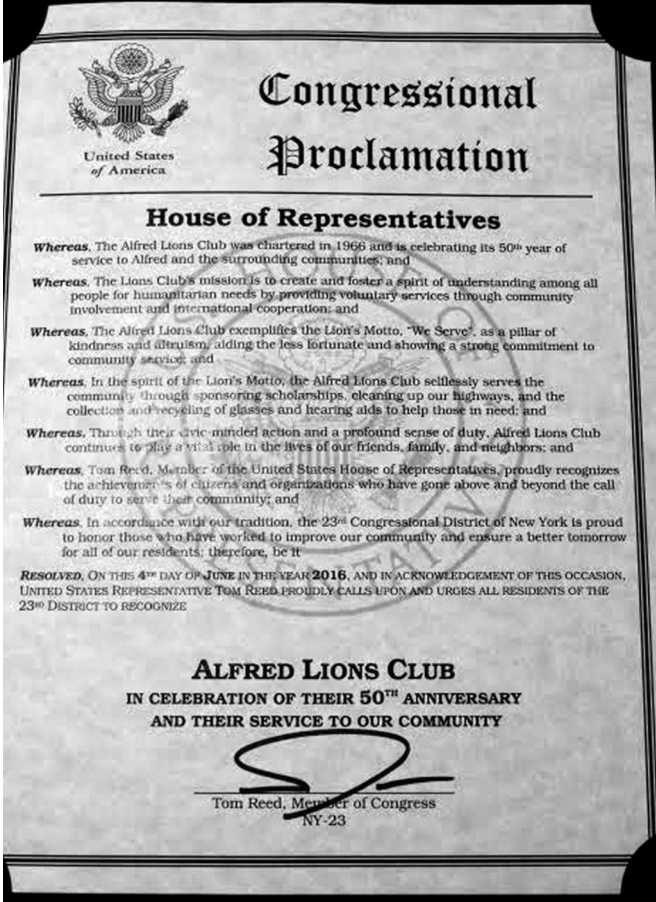 Congressional
Proclamation
United States
of America
House of Representatives
Whereas, The Alfred Lions Club was chartered in 1966 and is celebrating its 50th year of
service to Alfred and the surrounding communities; and
Whereas, The Lions Club's mission is to create and foster a spirit of understanding among all
people for humanitarian needs by providing voluntary services through community
involvement and international cooperation; and
Whereas, The Alfred Lions Club exemplifies the Lion's Motto, "We Serve", as a pillar of
kindness and altruism, aiding the less fortunate and showing a strong commitment to
community service; and
Whereas, In the spirit of the Lion's Motto, the Alfred Lions Club selflessly serves the
community through sponsoring scholarships, cleaning up our highways, and the
collection and recycling of glasses and hearing aids to help those in need; and
Whereas, Through their civic-minded action and a profound sense of duty, Alfred Lions Club
continues to play a vital role in the lives of our friends, family, and neighbors; and
Whereas, Tom Reed, Member of the United States House of Representatives, proudly recognizes
the achievements of citizens and organizations who have gone above and beyond the call
of duty to serve their community; and
Whereas, In accordance with our tradition, the 23rd Congressional District of New York is proud
to honor those who have worked to improve our community and ensure a better tomorrow
for all of our residents; therefore, be it
RESOLVED, ON THIS 4TH DAY OF JUNE IN THE YEAR 2016, AND IN ACKNOWLEDGEMENT OF THIS OCCASION,
UNITED STATES REPRESENTATIVE TOM REED PROUDLY CALLS UPON AND URGES ALL RESIDENTS OF THE
23RD DISTRICT TO RECOGNIZE
ALFRED LIONS CLUB
IN CELEBRATION OF THEIR 50TH ANNIVERSARY
AND THEIR SERVICE TO OUR COMMUNITY
Tom Reed, Member of Congress
NY-23